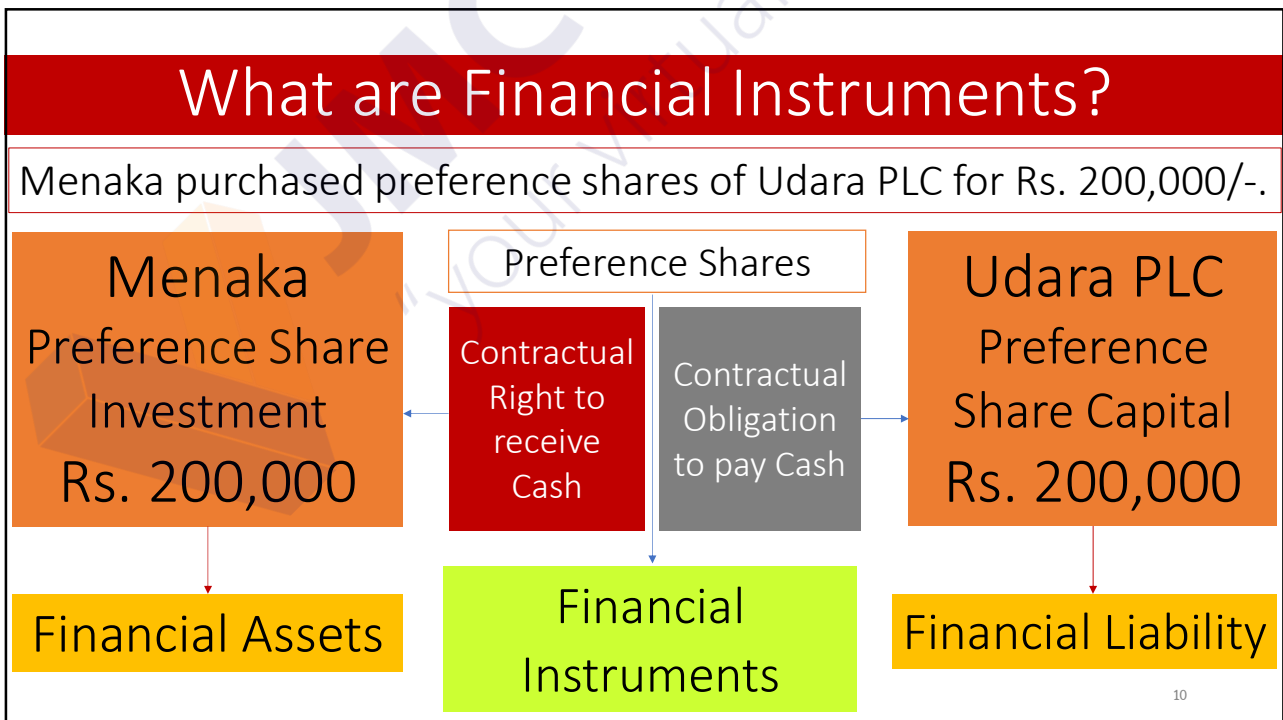 What are Financial Instruments?
Menaka purchased preference shares of Udara PLC for Rs. 200,000/-.
Menaka
Preference Share
Investment
Rs. 200,000
Preference Shares
Contractual
Right to
receive
Cash
Contractual
Obligation
to pay Cash
Udara PLC
Preference
Share Capital
Rs. 200,000
Financial Assets
Financial
Instruments
Financial Liability
10
JMC
"your